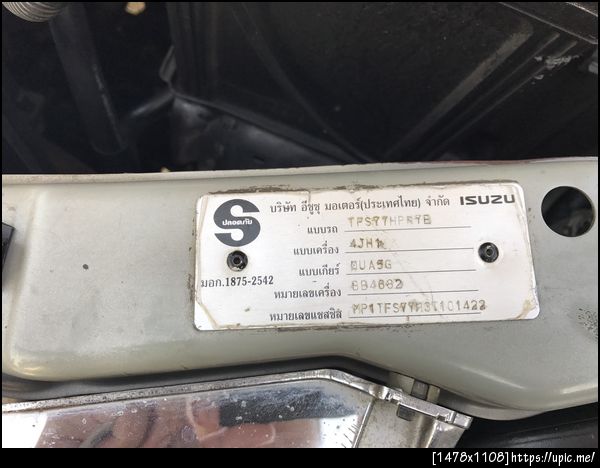 บริษัท อีซูซุ มอเตอร์(ประเทศไทย) จำกัด ISUZU
S
ปลอดภัย
มอก. 1875-2542
แบบรถ
แบบเครื่อง 4JH1
แบบเกียร์
หมายเลขเครื่อง
หมายเลขแชสซิส
[1478x1108]https://upic.me/